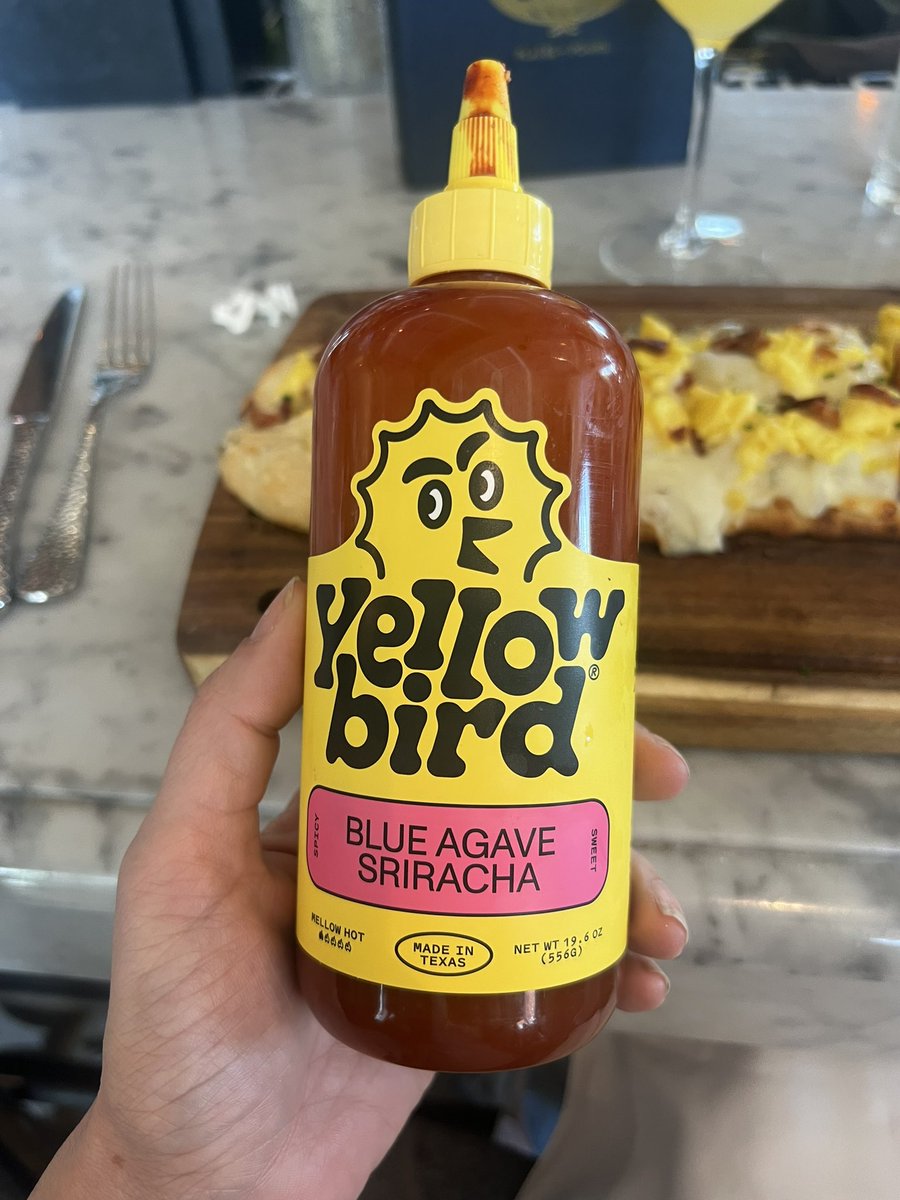 Yellow
bird®
SPICY
BLUE AGAVE
SRIRACHA
SWEET
MELLOW HOT
MADE IN
TEXAS
NET WT 19.6 OZ
(556G)